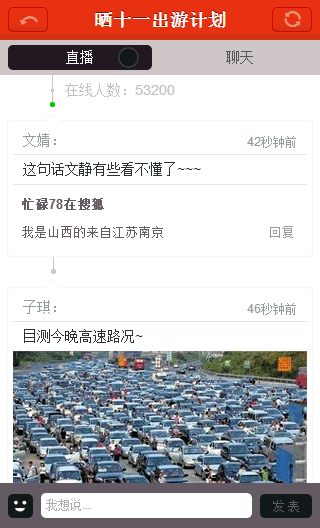 晒十一出游计划
直播
聊天
在线人数：53200
文婧：
42秒钟前
这句话文静有些看不懂了~~~
忙碌78在搜狐
我是山西的来自江苏南京
回复
子琪：
46秒钟前
目测今晚高速路况~
我想说...
发表